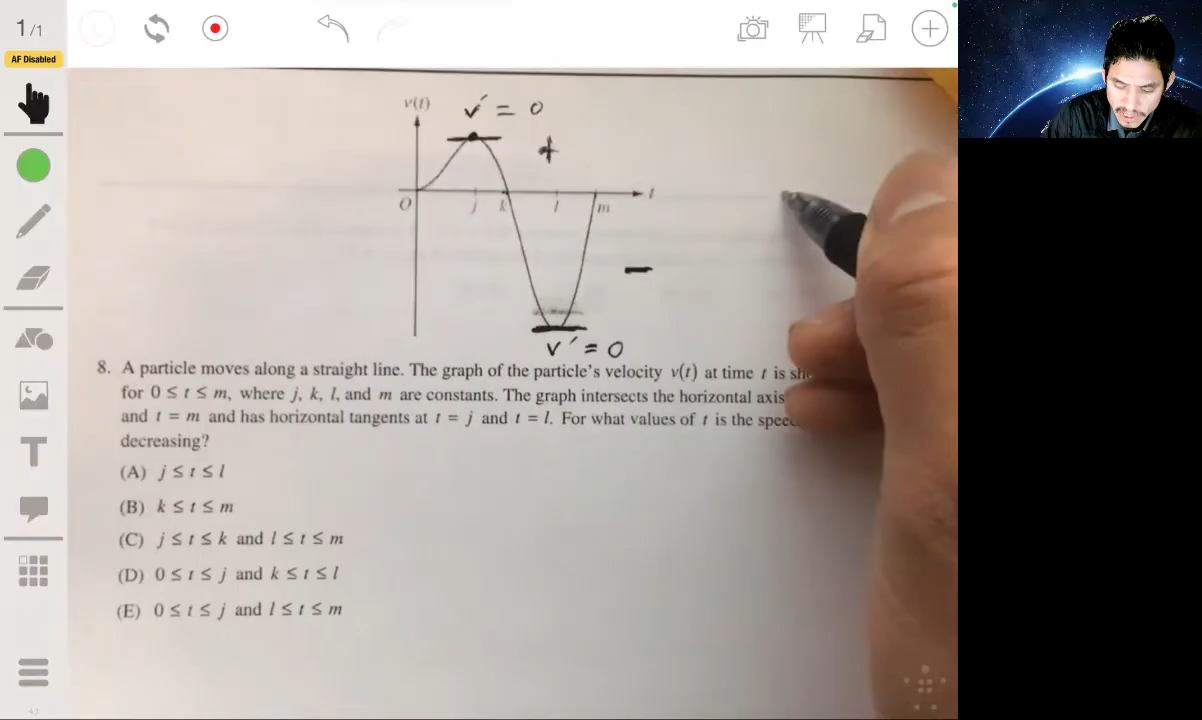 1/1
AF Disabled
v(t)
v′ = 0
+
O
j
k
l
m
t
−
v′ = 0
8. A particle moves along a straight line. The graph of the particle's velocity v(t) at time t is
for 0 ≤ t ≤ m, where j, k, l, and m are constants. The graph intersects the horizontal axis
and t = m and has horizontal tangents at t = j and t = l. For what values of t is the
decreasing?
(A) j ≤ t ≤ l
(B) k ≤ t ≤ m
(C) j ≤ t ≤ k and l ≤ t ≤ m
(D) 0 ≤ t ≤ j and k ≤ t ≤ l
(E) 0 ≤ t ≤ j and l ≤ t ≤ m
T